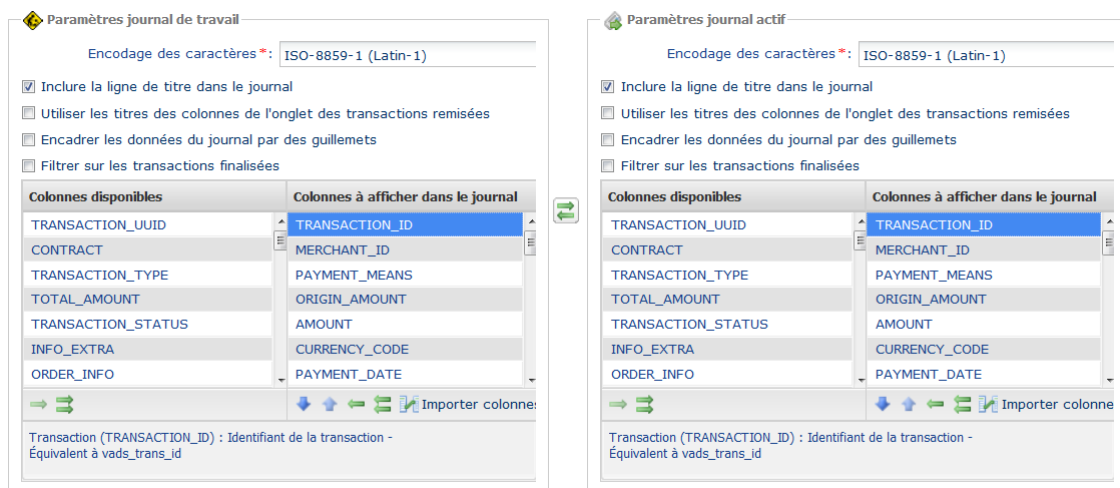 Paramètres journal de travail
Encodage des caractères*: ISO-8859-1 (Latin-1)
Inclure la ligne de titre dans le journal
Utiliser les titres des colonnes de l'onglet des transactions remisées
Encadrer les données du journal par des guillemets
Filtrer sur les transactions finalisées
Colonnes disponibles
TRANSACTION_UUID
CONTRACT
TRANSACTION_TYPE
TOTAL_AMOUNT
TRANSACTION_STATUS
INFO_EXTRA
ORDER_INFO
Colonnes à afficher dans le journal
TRANSACTION_ID
MERCHANT_ID
PAYMENT_MEANS
ORIGIN_AMOUNT
AMOUNT
CURRENCY_CODE
PAYMENT_DATE
Importer colonnes
Transaction (TRANSACTION_ID) : Identifiant de la transaction -
Équivalent à vads_trans_id
Paramètres journal actif
Encodage des caractères*: ISO-8859-1 (Latin-1)
Inclure la ligne de titre dans le journal
Utiliser les titres des colonnes de l'onglet des transactions remisées
Encadrer les données du journal par des guillemets
Filtrer sur les transactions finalisées
Colonnes disponibles
TRANSACTION_UUID
CONTRACT
TRANSACTION_TYPE
TOTAL_AMOUNT
TRANSACTION_STATUS
INFO_EXTRA
ORDER_INFO
Colonnes à afficher dans le journal
TRANSACTION_ID
MERCHANT_ID
PAYMENT_MEANS
ORIGIN_AMOUNT
AMOUNT
CURRENCY_CODE
PAYMENT_DATE
Importer colonne
Transaction (TRANSACTION_ID) : Identifiant de la transaction -
Équivalent à vads_trans_id